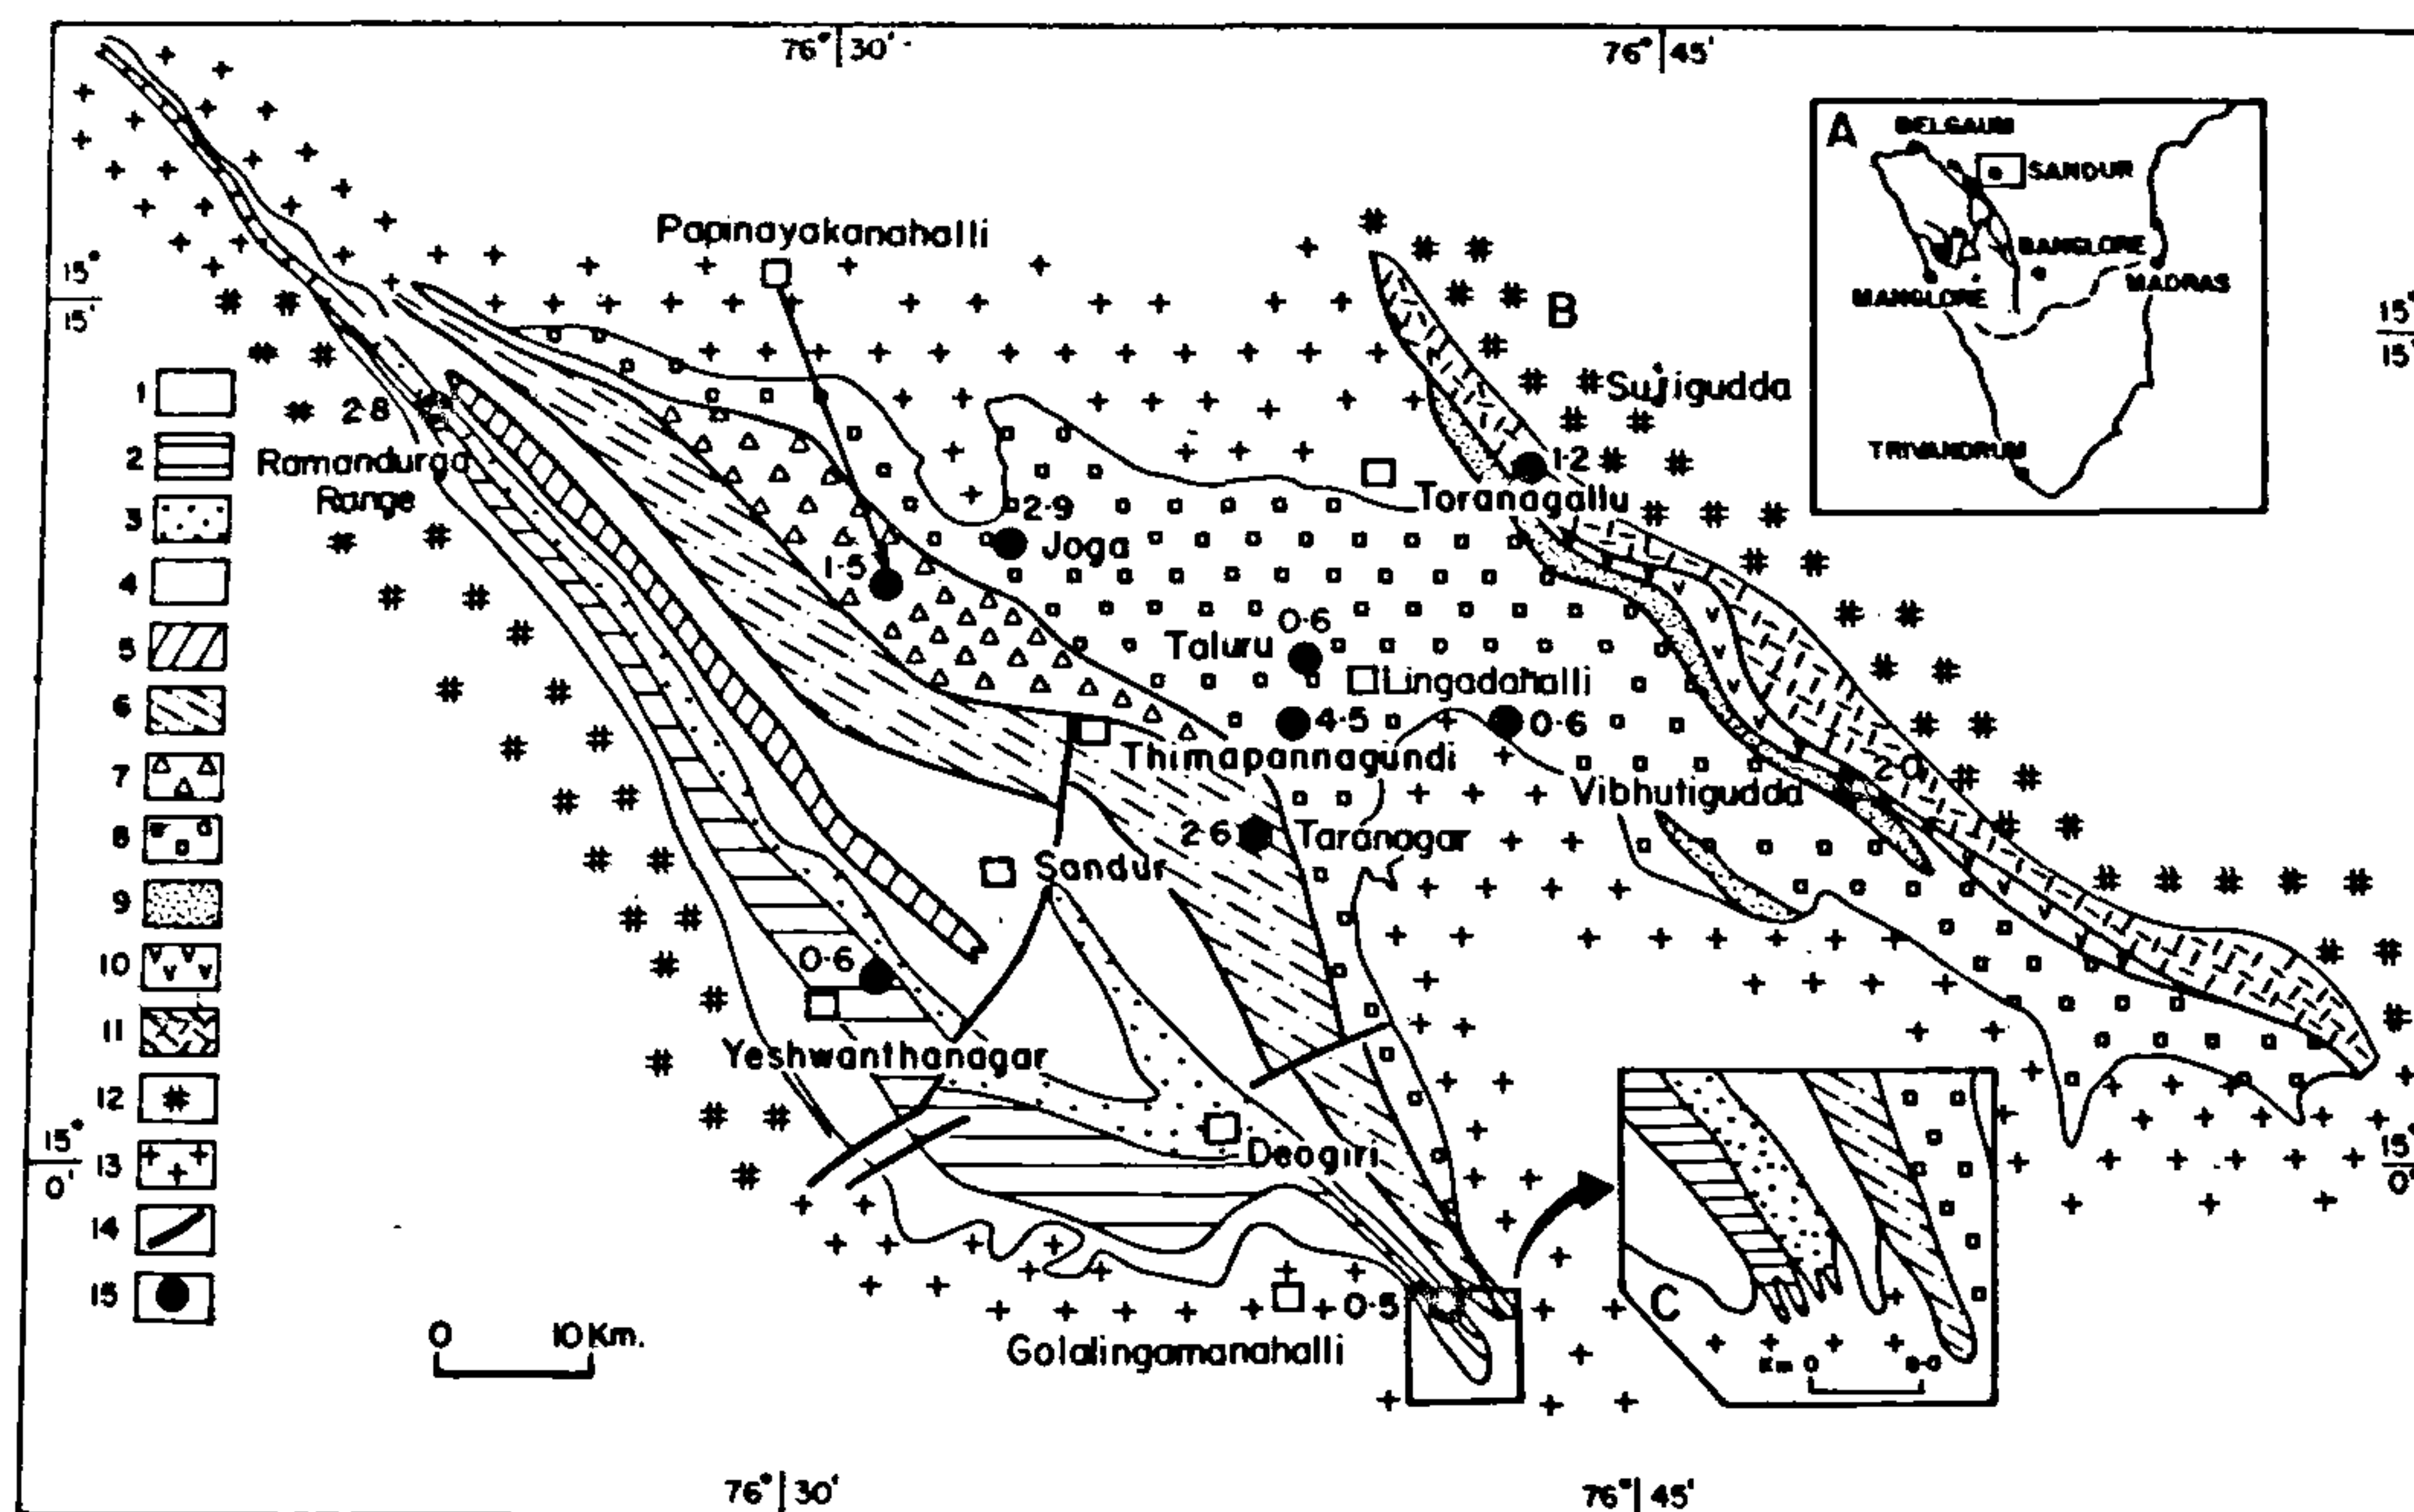 76° 30'
76° 45'
A
BELGAUM
SANDUR
BANGLORE
MANGLORE
MADRAS
TRIVANDRUM
15°
15'
15°
15'
Papinayakanahalli
B
Sujigudda
1
2
3
4
5
6
7
8
9
10
11
12
13
14
15
2.8
Ramandurga
Range
1.2
Toranagallu
2.9
Joga
1.5
0.6
Taluru
Lingadahalli
4.5
0.6
Thimapannagundi
2.0
Vibhutigudda
2.6
Taranagar
Sandur
0.6
Yeshwanthanagar
Deogiri
15°
0'
15°
0'
0.5
Golalingamanahalli
C
Km 0
0 10 Km.
76° 30'
76° 45'